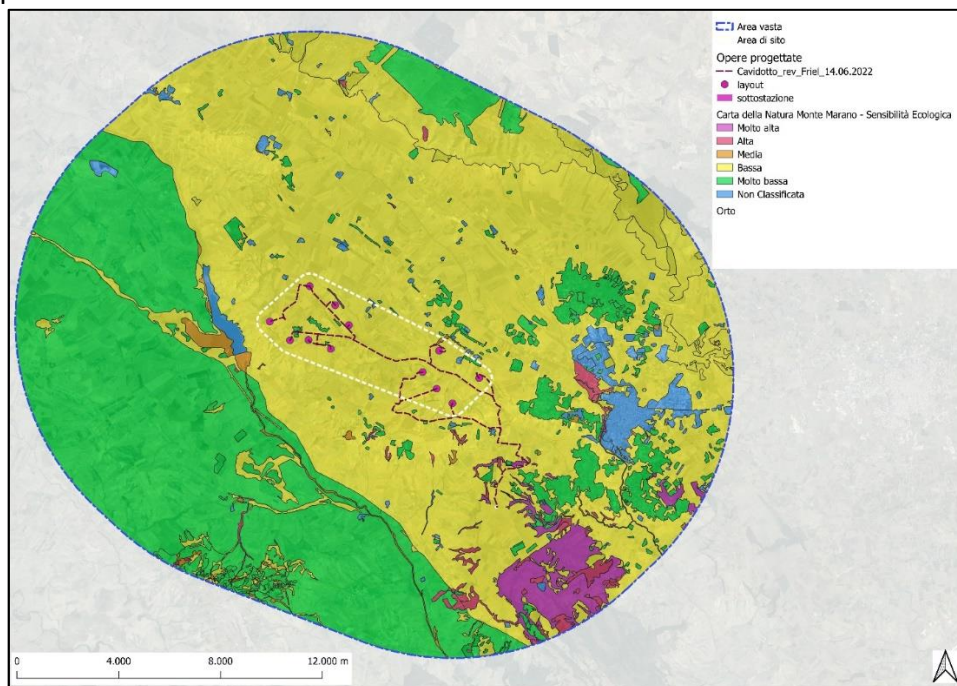 Area vasta
Area di sito
Opere progettate
Cavidotto_rev_Friel_14.06.2022
layout
sottostazione
Carta della Natura Monte Marano - Sensibilità Ecologica
Molto alta
Alta
Media
Bassa
Molto bassa
Non Classificata
Orto
0 4.000 8.000 12.000 m